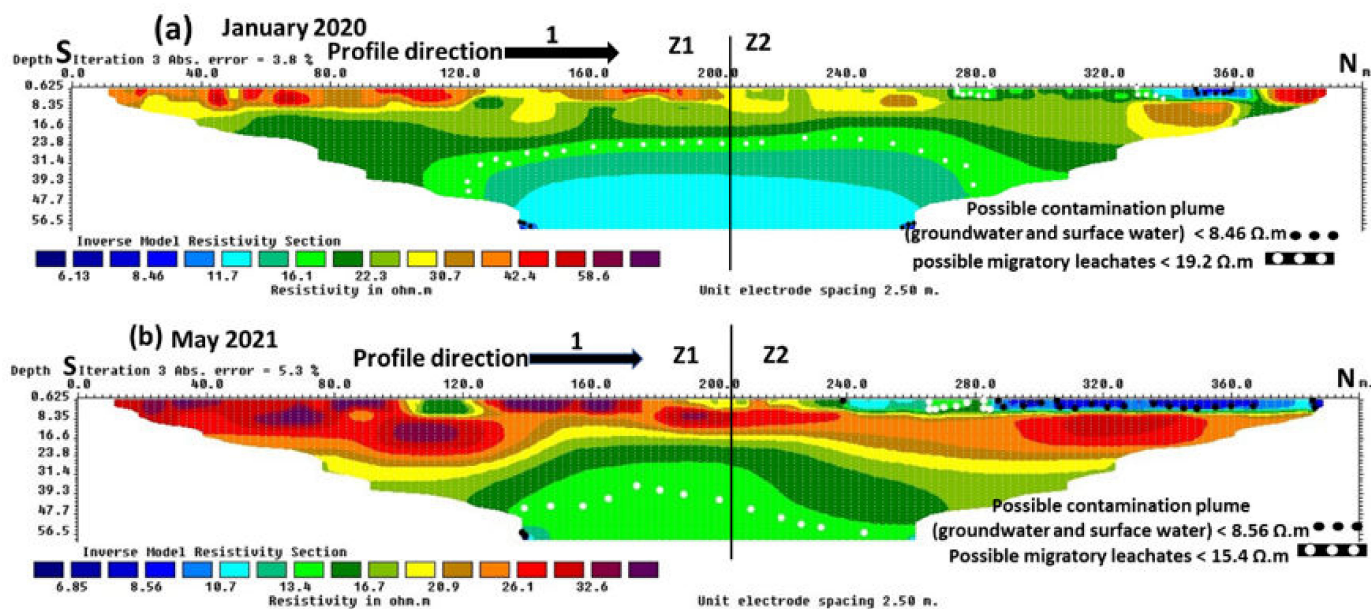 (a) January 2020
Profile direction 1 Z1 Z2
Depth S Iteration 3 Abs. error = 3.8 % N
0.0 40.0 80.0 120.0 160.0 200.0 240.0 280.0 320.0 360.0 m.
0.625
8.35
16.6
23.8
31.4
39.3
47.7
56.5
Possible contamination plume
(groundwater and surface water) < 8.46 Ω.m
possible migratory leachates < 19.2 Ω.m
Inverse Model Resistivity Section
6.13 8.46 11.7 16.1 22.3 30.7 42.4 58.6
Resistivity in ohm.m
Unit electrode spacing 2.50 m.
(b) May 2021
Profile direction 1 Z1 Z2
Depth S Iteration 3 Abs. error = 5.3 % N
0.0 40.0 80.0 120.0 160.0 200.0 240.0 280.0 320.0 360.0 m.
0.625
8.35
16.6
23.8
31.4
39.3
47.7
56.5
Possible contamination plume
(groundwater and surface water) < 8.56 Ω.m
Possible migratory leachates < 15.4 Ω.m
Inverse Model Resistivity Section
6.85 8.56 10.7 13.4 16.7 20.9 26.1 32.6
Resistivity in ohm.m
Unit electrode spacing 2.50 m.